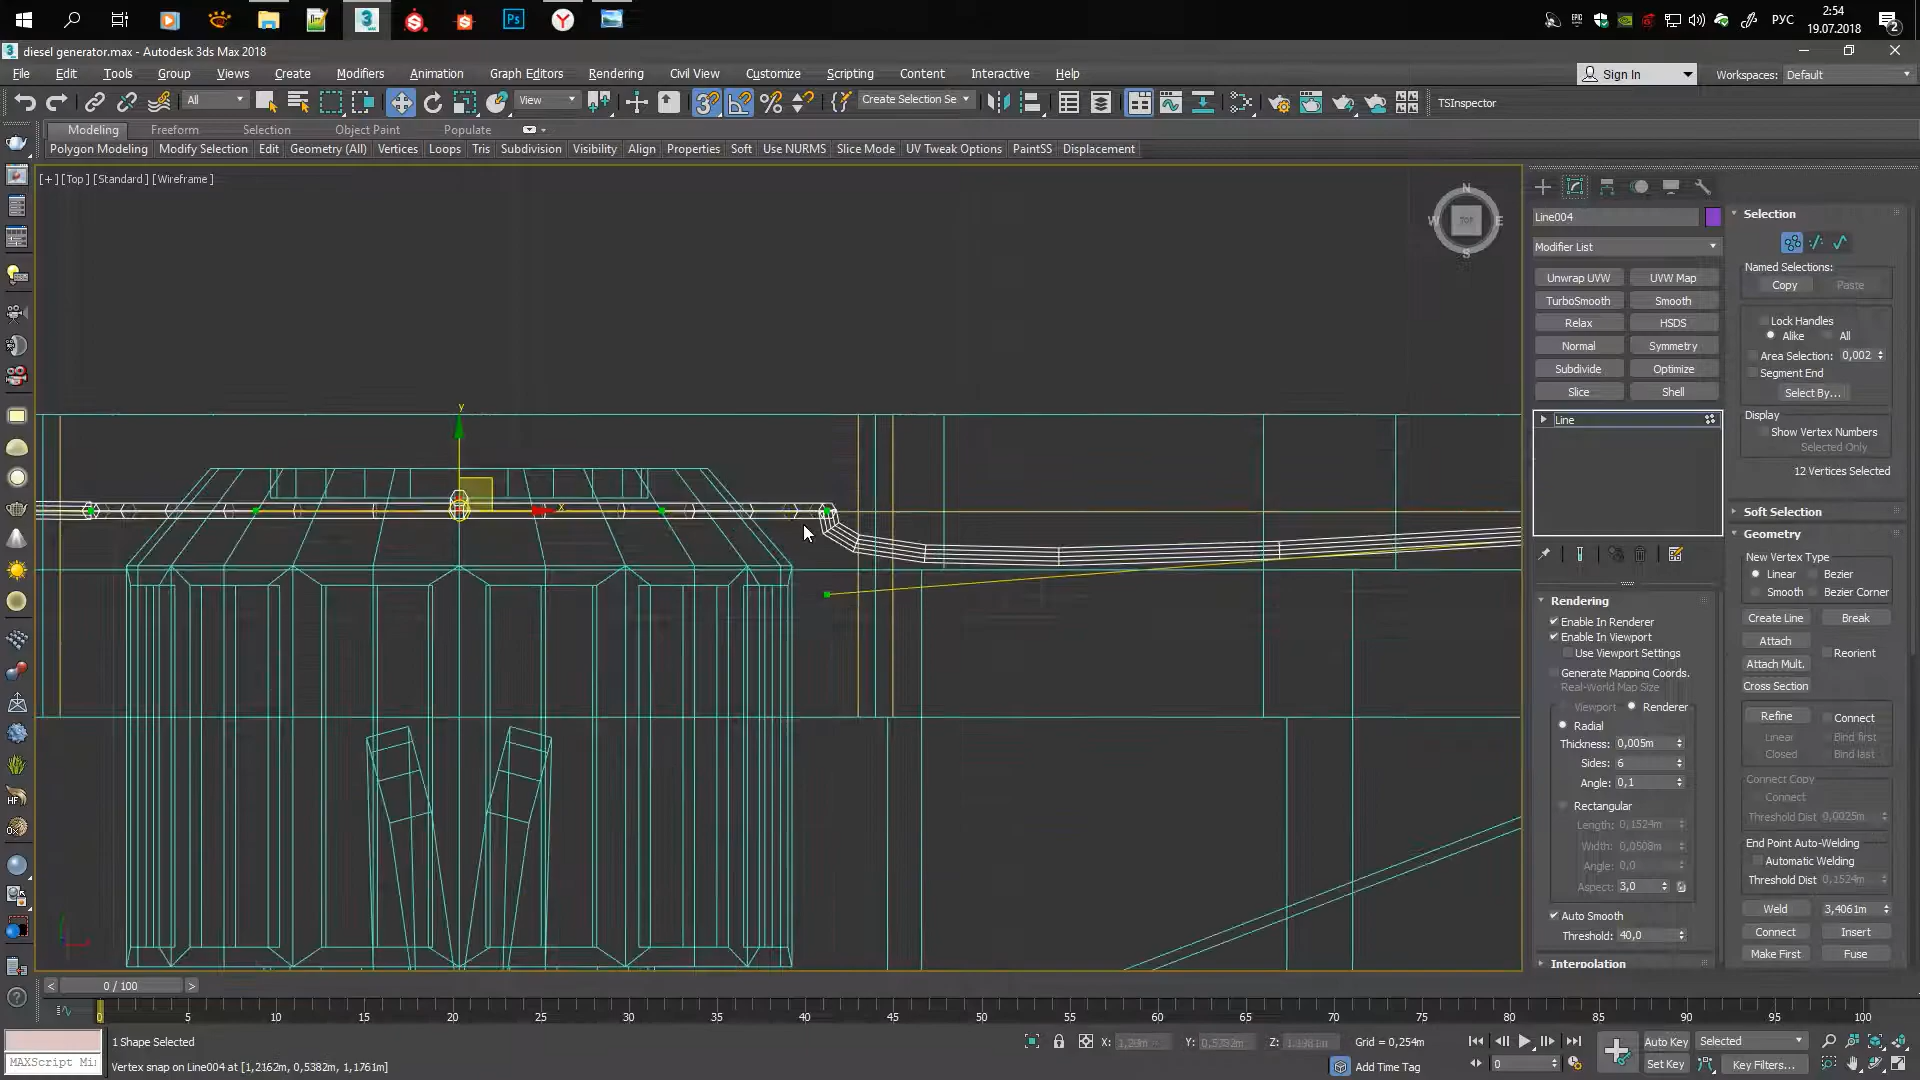 РУС
2:54
19.07.2018
2
diesel generator.max - Autodesk 3ds Max 2018
File Edit Tools Group Views Create Modifiers Animation Graph Editors Rendering Civil View Customize Scripting Content Interactive Help
Sign In
Workspaces: Default
All
View
Create Selection Se
TSInspector
Modeling Freeform Selection Object Paint Populate
Polygon Modeling Modify Selection Edit Geometry (All) Vertices Loops Tris Subdivision Visibility Align Properties Soft Use NURMS Slice Mode UV Tweak Options PaintSS Displacement
[+] [Top ] [Standard ] [Wireframe ]
N
W TOP E
S
y
x
Line004
Modifier List
Unwrap UVW UVW Map
TurboSmooth Smooth
Relax HSDS
Normal Symmetry
Subdivide Optimize
Slice Shell
Line
Rendering
Enable In Renderer
Enable In Viewport
Use Viewport Settings
Generate Mapping Coords.
Real-World Map Size
Viewport Renderer
Radial
Thickness: 0,005m
Sides: 6
Angle: 0,1
Rectangular
Length: 0,1524m
Width: 0,0508m
Angle: 0,0
Aspect: 3,0
Auto Smooth
Threshold: 40,0
Interpolation
Selection
Named Selections:
Copy Paste
Lock Handles
Alike All
Area Selection: 0,002
Segment End
Select By...
Display
Show Vertex Numbers
Selected Only
12 Vertices Selected
Soft Selection
Geometry
New Vertex Type
Linear Bezier
Smooth Bezier Corner
Create Line Break
Attach
Reorient
Attach Mult.
Cross Section
Refine Connect
Linear Bind first
Closed Bind last
Connect Copy
Connect
Threshold Dist 0,0025m
End Point Auto-Welding
Automatic Welding
Threshold Dist 0,1524m
Weld 3,4061m
Connect Insert
Make First Fuse
< 0 / 100 >
0 5 10 15 20 25 30 35 40 45 50 55 60 65 70 75 80 85 90 95 100
1 Shape Selected
MAXScript Mi
Vertex snap on Line004 at [1,2162m, 0,5382m, 1,1761m]
X: Y: Z: Grid = 0,254m
Add Time Tag
0
Auto Key Selected
Set Key Key Filters...